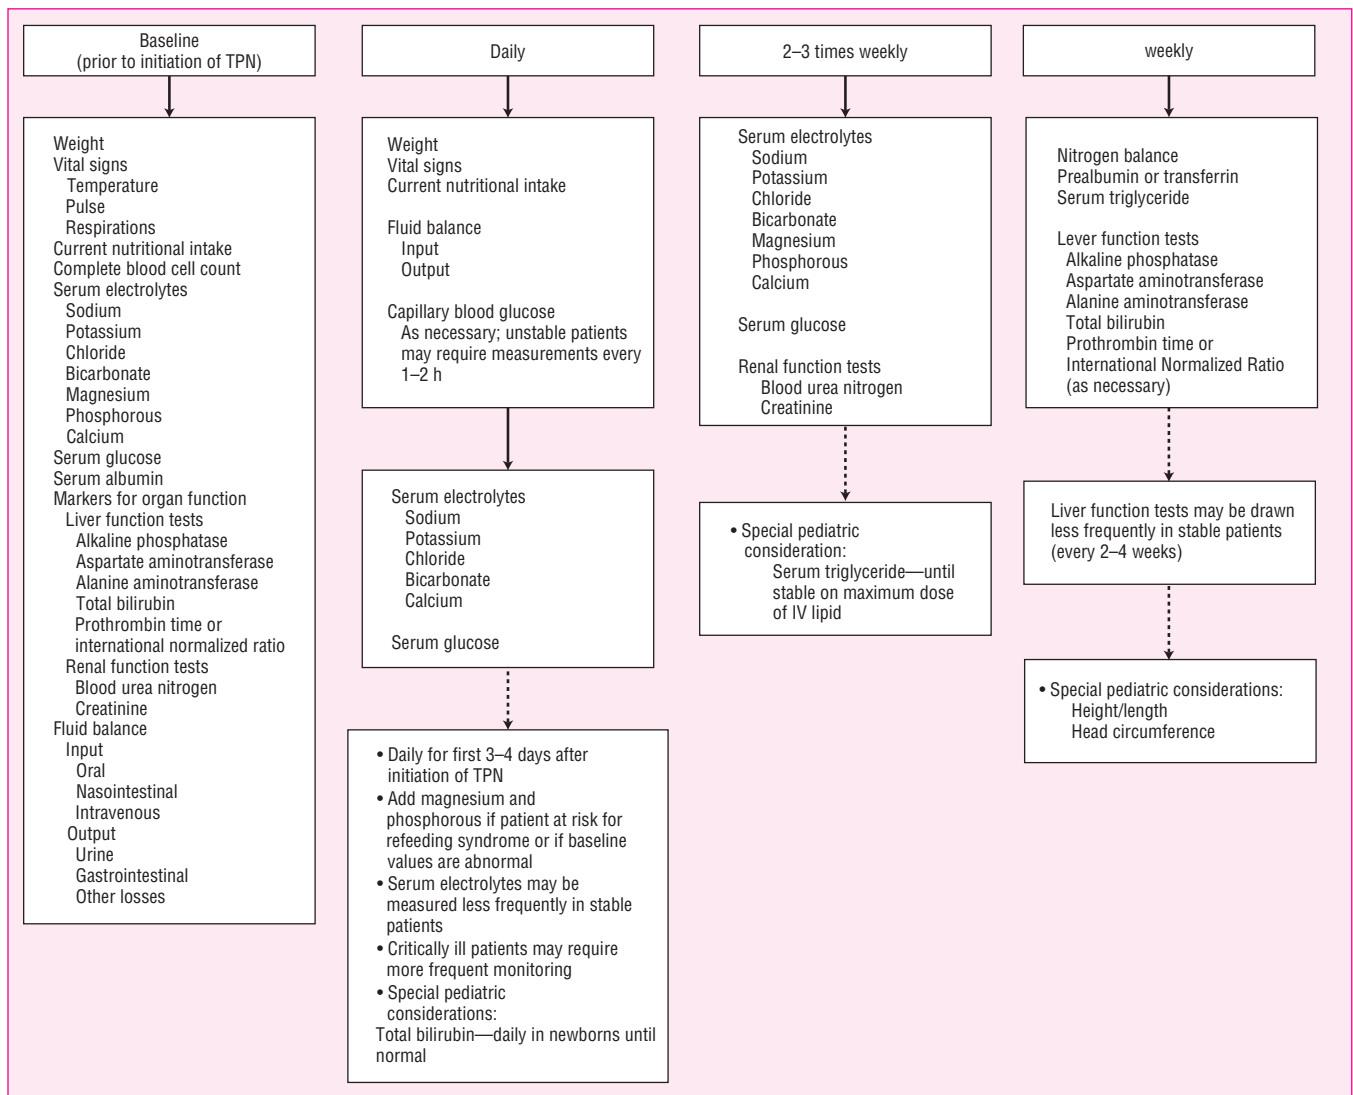 Baseline
(prior to initiation of TPN)
Weight
Vital signs
Temperature
Pulse
Respirations
Current nutritional intake
Complete blood cell count
Serum electrolytes
Sodium
Potassium
Chloride
Bicarbonate
Magnesium
Phosphorous
Calcium
Serum glucose
Serum albumin
Markers for organ function
Liver function tests
Alkaline phosphatase
Aspartate aminotransferase
Alanine aminotransferase
Total bilirubin
Prothrombin time or
international normalized ratio
Renal function tests
Blood urea nitrogen
Creatinine
Fluid balance
Input
Oral
Nasointestinal
Intravenous
Output
Urine
Gastrointestinal
Other losses
Daily
Weight
Vital signs
Current nutritional intake
Fluid balance
Input
Output
Capillary blood glucose
As necessary; unstable patients
may require measurements every
1–2 h
Serum electrolytes
Sodium
Potassium
Chloride
Bicarbonate
Calcium
Serum glucose
• Daily for first 3–4 days after
initiation of TPN
• Add magnesium and
phosphorous if patient at risk for
refeeding syndrome or if baseline
values are abnormal
• Serum electrolytes may be
measured less frequently in stable
patients
• Critically ill patients may require
more frequent monitoring
• Special pediatric
considerations:
Total bilirubin—daily in newborns until
normal
2–3 times weekly
Serum electrolytes
Sodium
Potassium
Chloride
Bicarbonate
Magnesium
Phosphorous
Calcium
Serum glucose
Renal function tests
Blood urea nitrogen
Creatinine
• Special pediatric
consideration:
Serum triglyceride—until
stable on maximum dose
of IV lipid
weekly
Nitrogen balance
Prealbumin or transferrin
Serum triglyceride
Lever function tests
Alkaline phosphatase
Aspartate aminotransferase
Alanine aminotransferase
Total bilirubin
Prothrombin time or
International Normalized Ratio
(as necessary)
Liver function tests may be drawn
less frequently in stable patients
(every 2–4 weeks)
• Special pediatric considerations:
Height/length
Head circumference